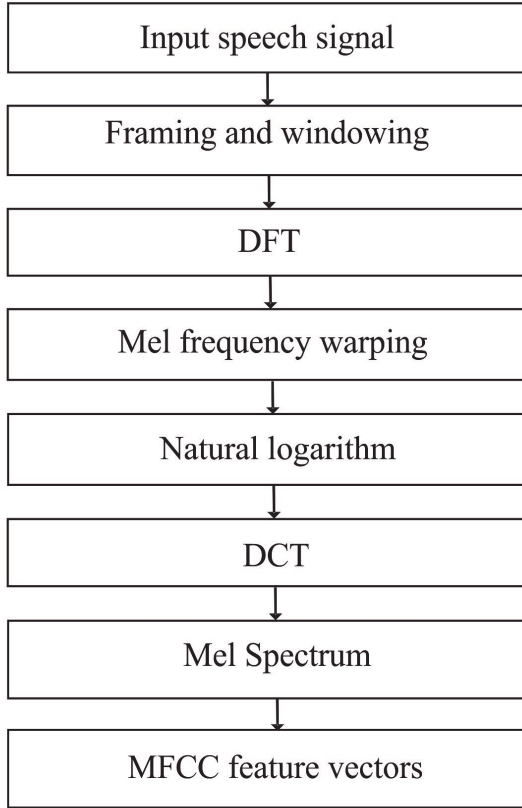 Input speech signal
Framing and windowing
DFT
Mel frequency warping
Natural logarithm
DCT
Mel Spectrum
MFCC feature vectors